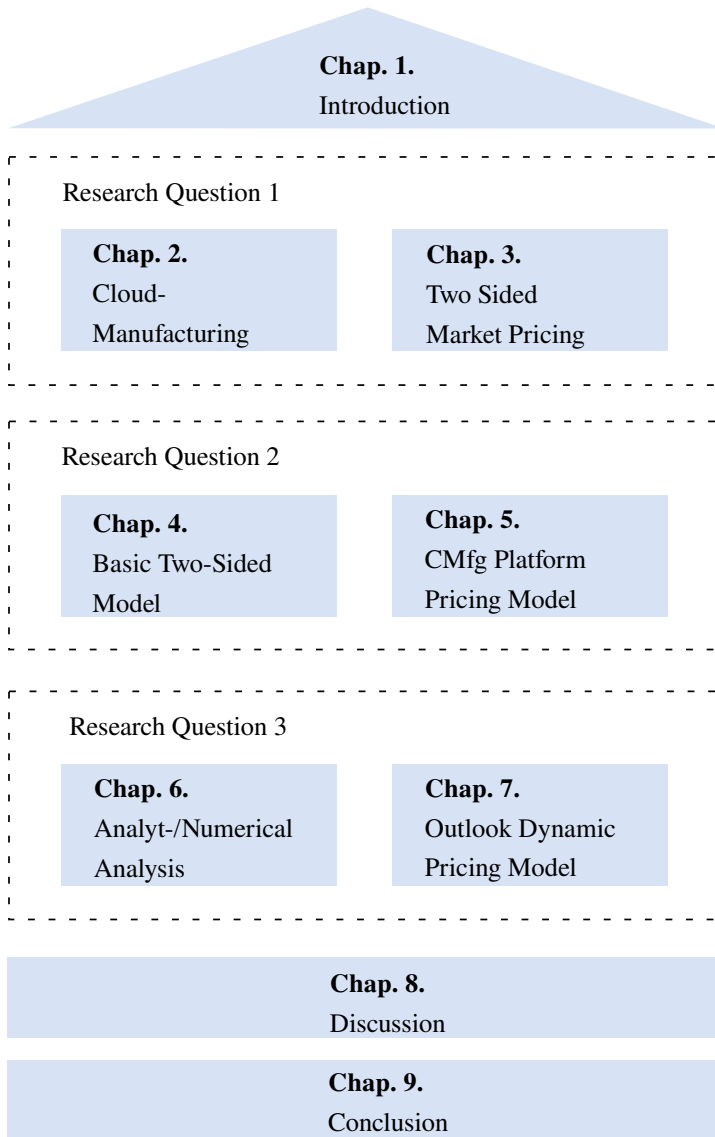 Chap. 1.
Introduction
Research Question 1
Chap. 2.
Cloud-
Manufacturing
Chap. 3.
Two Sided
Market Pricing
Research Question 2
Chap. 4.
Basic Two-Sided
Model
Chap. 5.
CMfg Platform
Pricing Model
Research Question 3
Chap. 6.
Analyt-/Numerical
Analysis
Chap. 7.
Outlook Dynamic
Pricing Model
Chap. 8.
Discussion
Chap. 9.
Conclusion